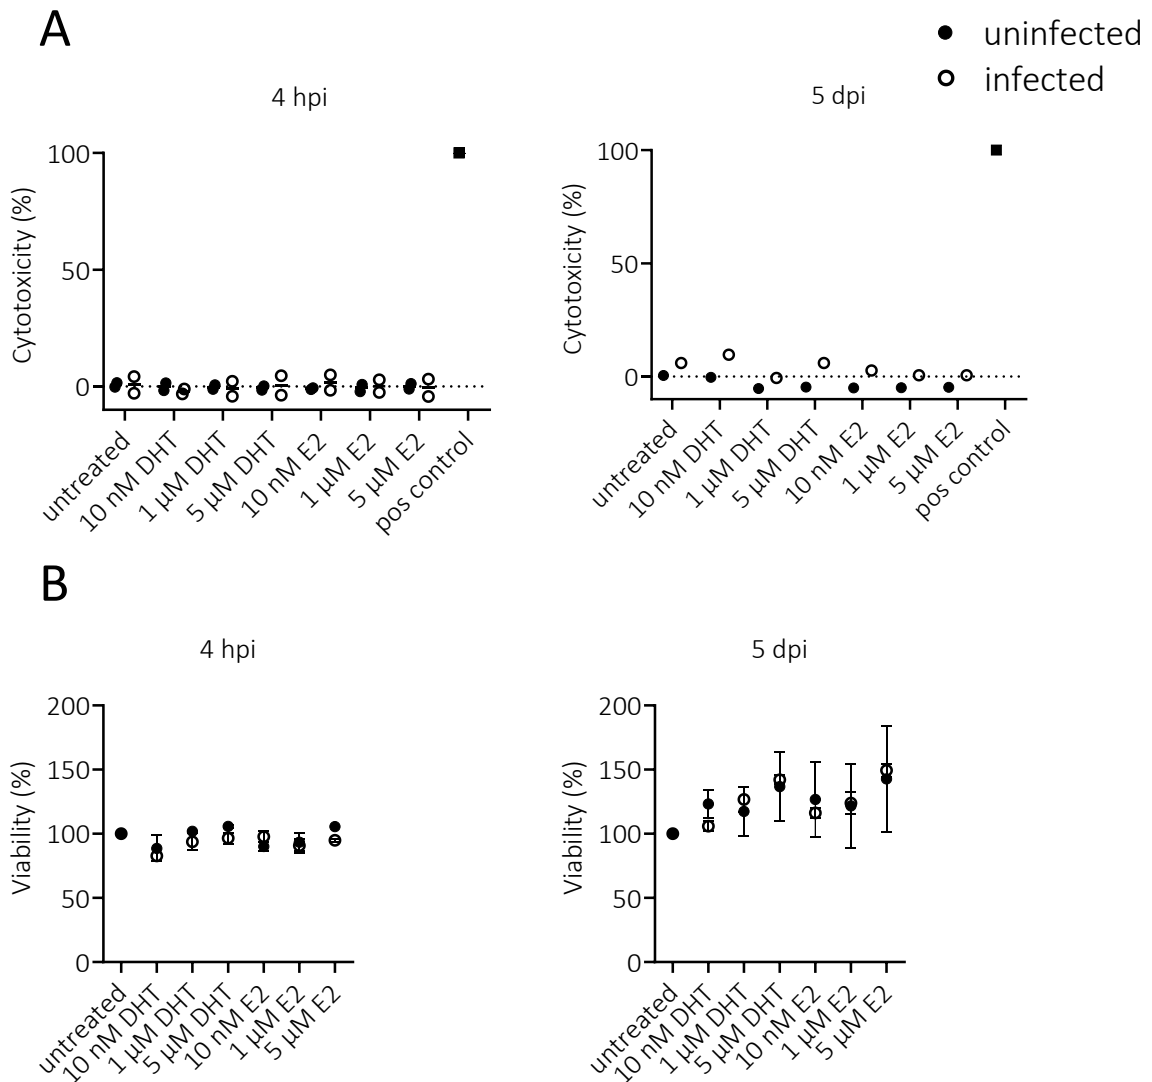 A
uninfected
infected
4 hpi
5 dpi
Cytotoxicity (%)
100
50
0
untreated
10 nM DHT
1 µM DHT
5 µM DHT
10 nM E2
1 µM E2
5 µM E2
pos control
Cytotoxicity (%)
100
50
0
untreated
10 nM DHT
1 µM DHT
5 µM DHT
10 nM E2
1 µM E2
5 µM E2
pos control
B
4 hpi
5 dpi
Viability (%)
200
150
100
50
0
untreated
10 nM DHT
1 µM DHT
5 µM DHT
10 nM E2
1 µM E2
5 µM E2
Viability (%)
200
150
100
50
0
untreated
10 nM DHT
1 µM DHT
5 µM DHT
10 nM E2
1 µM E2
5 µM E2